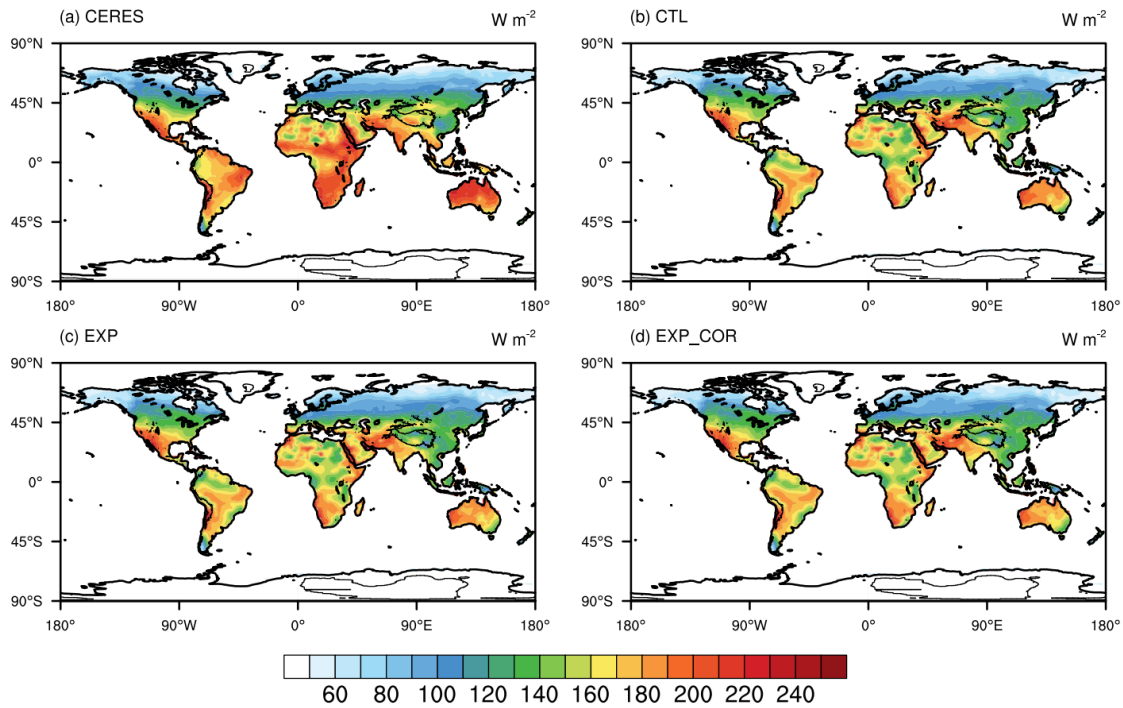 (a) CERES W m-2 (b) CTL W m-2
90°N 90°N
45°N 45°N
0° 0°
45°S 45°S
90°S 90°S
180° 90°W 0° 90°E 180° 180° 90°W 0° 90°E 180°
(c) EXP W m-2 (d) EXP_COR W m-2
90°N 90°N
45°N 45°N
0° 0°
45°S 45°S
90°S 90°S
180° 90°W 0° 90°E 180° 180° 90°W 0° 90°E 180°
60 80 100 120 140 160 180 200 220 240